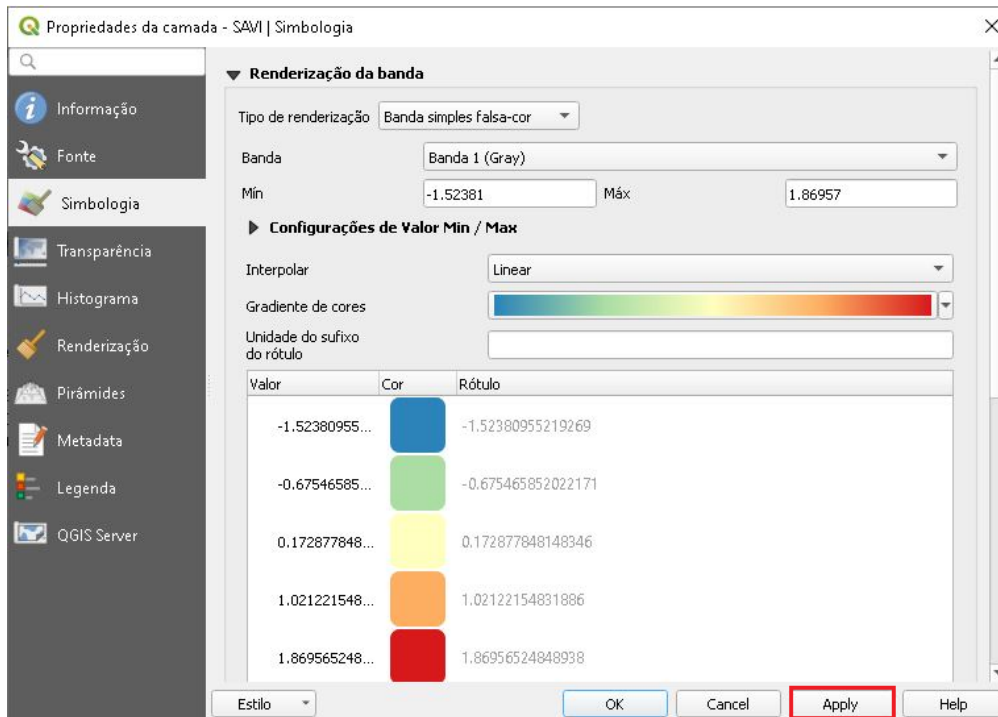 Propriedades da camada - SAVI | Simbologia
Informação
Fonte
Simbologia
Transparência
Histograma
Renderização
Pirâmides
Metadata
Legenda
QGIS Server
Renderização da banda
Tipo de renderização Banda simples falsa-cor
Banda Banda 1 (Gray)
Mín -1.52381 Máx 1.86957
Configurações de Valor Min / Max
Interpolar Linear
Gradiente de cores
Unidade do sufixo
do rótulo
Valor Cor Rótulo
-1.52380955... -1.52380955219269
-0.67546585... -0.675465852022171
0.172877848... 0.172877848148346
1.021221548... 1.02122154831886
1.869565248... 1.86956524848938
Estilo OK Cancel Apply Help